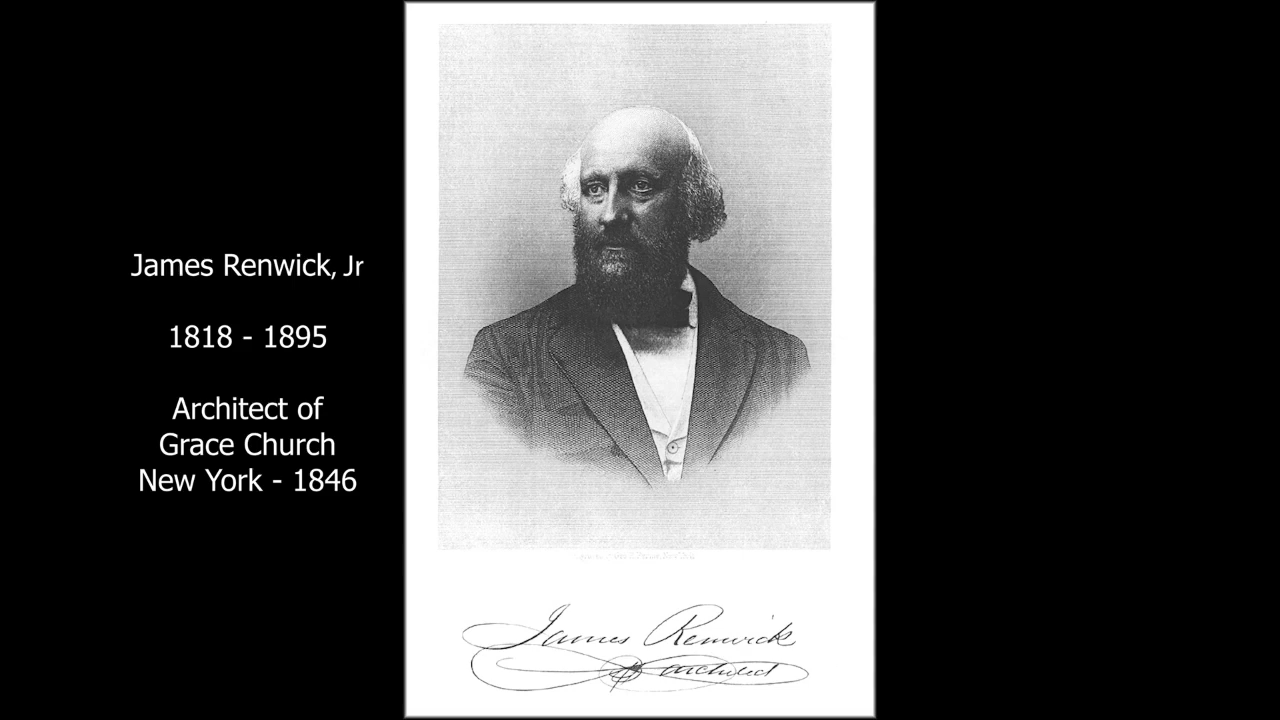 James Renwick, Jr
1818 - 1895
Architect of
Grace Church
New York - 1846
James Renwick
architect